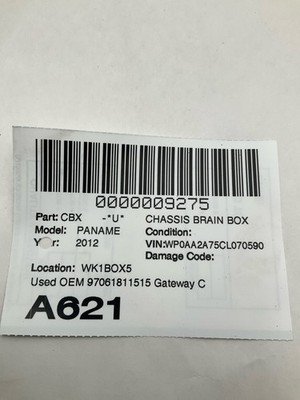 0000009275
Part: CBX -*U* CHASSIS BRAIN BOX
Model: PANAME Condition:
Year: 2012 VIN:WP0AA2A75CL070590
Damage Code:
Location: WK1BOX5
Used OEM 97061811515 Gateway C
A621